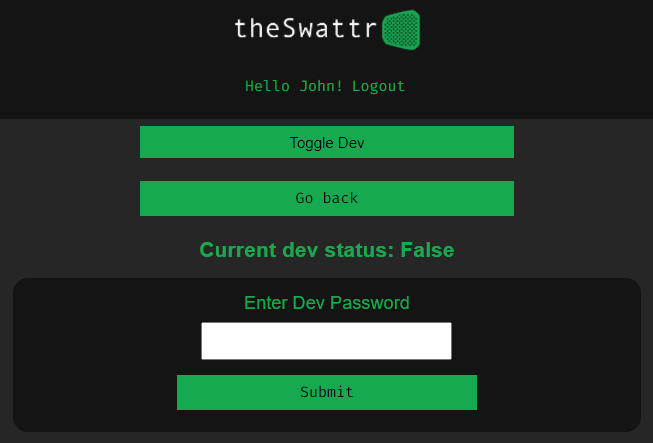 theSwattr
Hello John! Logout
Toggle Dev
Go back
Current dev status: False
Enter Dev Password
Submit